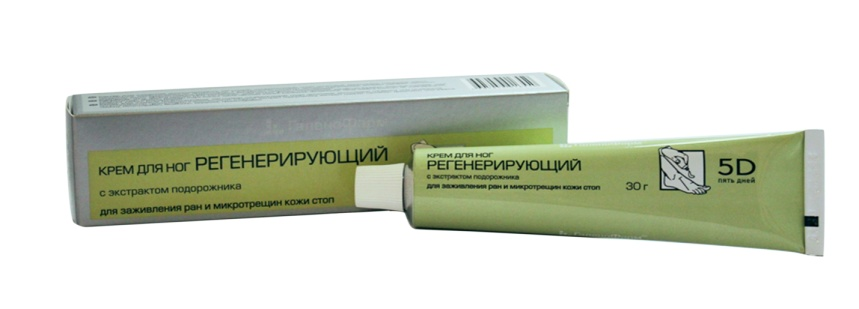 КРЕМ ДЛЯ НОГ РЕГЕНЕРИРУЮЩИЙ
с экстрактом подорожника
для заживления ран и микротрещин кожи стоп
КРЕМ ДЛЯ НОГ
РЕГЕНЕРИРУЮЩИЙ
с экстрактом подорожника
для заживления ран и микротрещин кожи стоп
30 г
5D
пять дней